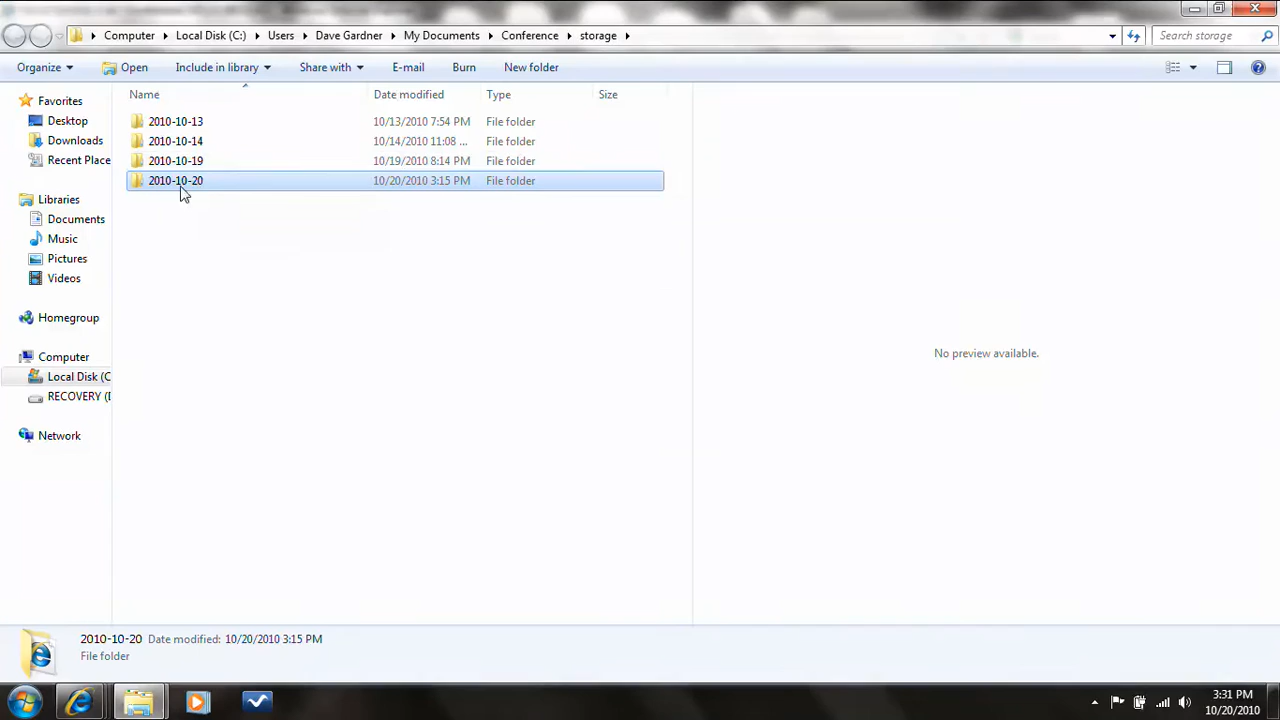 Computer Local Disk (C:) Users Dave Gardner My Documents Conference storage Search storage
Organize Open Include in library Share with E-mail Burn New folder
Name Date modified Type Size
Favorites
Desktop
Downloads
Recent Place
Libraries
Documents
Music
Pictures
Videos
Homegroup
Computer
Local Disk (C
RECOVERY (D
Network
2010-10-13 10/13/2010 7:54 PM File folder
2010-10-14 10/14/2010 11:08 ... File folder
2010-10-19 10/19/2010 8:14 PM File folder
2010-10-20 10/20/2010 3:15 PM File folder
No preview available.
2010-10-20 Date modified: 10/20/2010 3:15 PM
File folder
3:31 PM
10/20/2010